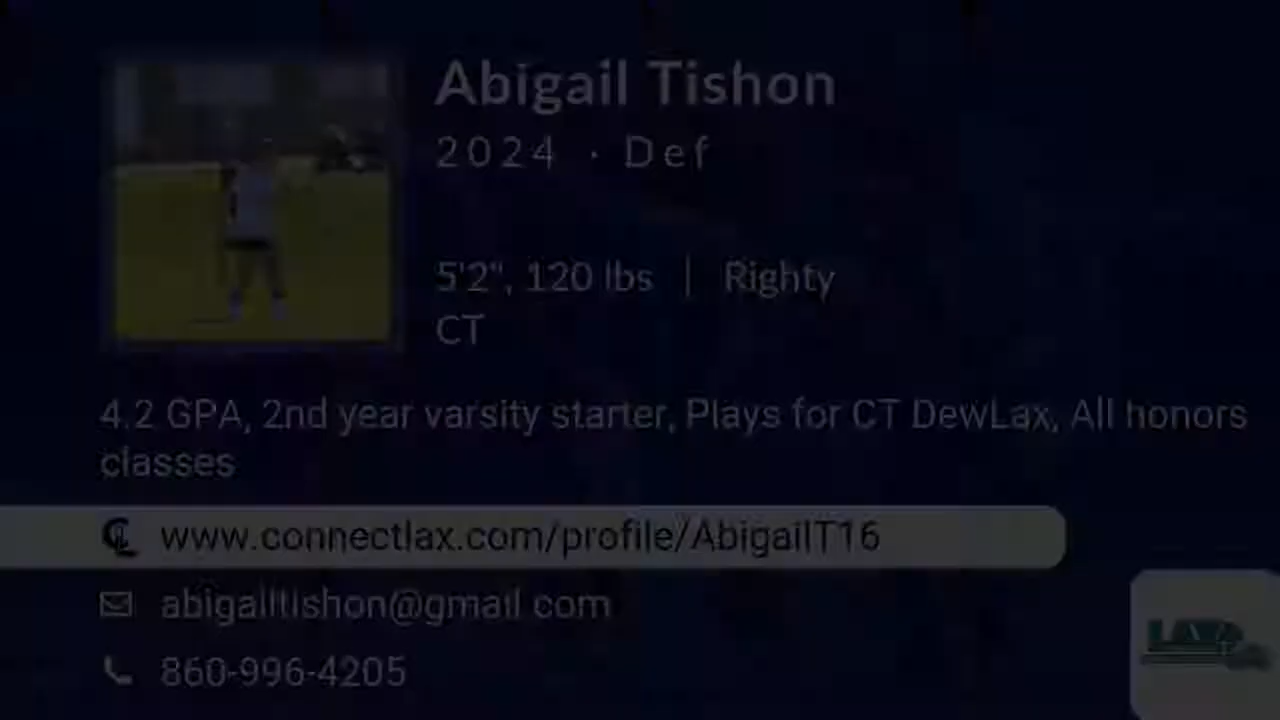 Abigail Tishon
2024 · Def
5'2", 120 lbs | Righty
CT
4.2 GPA, 2nd year varsity starter, Plays for CT DewLax, All honors
classes
www.connectlax.com/profile/AbigailT16
abigailtishon@gmail.com
860-996-4205